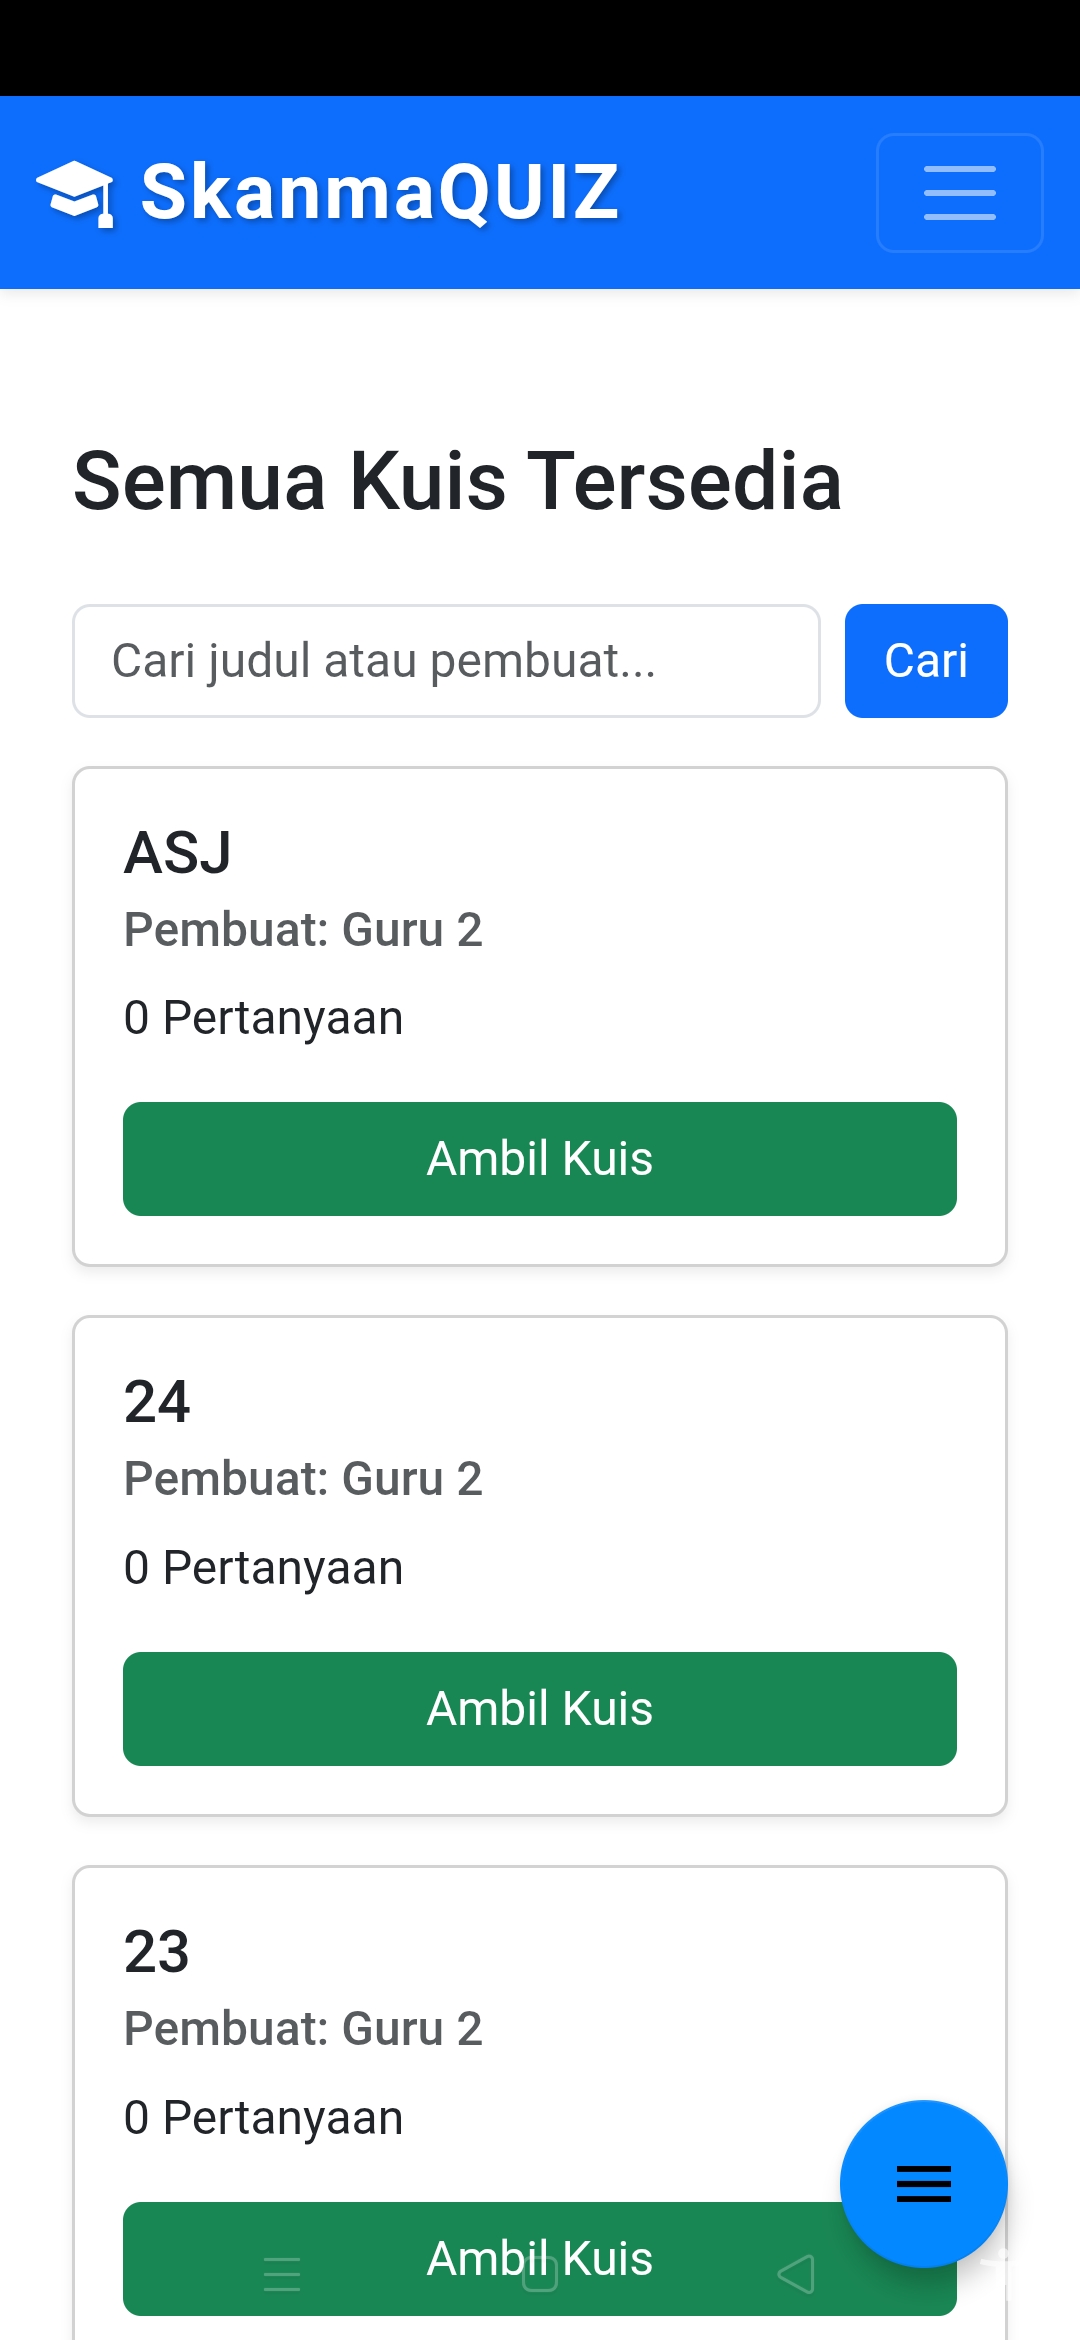 SkanmaQUIZ
Semua Kuis Tersedia
Cari judul atau pembuat...
Cari
ASJ
Pembuat: Guru 2
0 Pertanyaan
Ambil Kuis
24
Pembuat: Guru 2
0 Pertanyaan
Ambil Kuis
23
Pembuat: Guru 2
0 Pertanyaan
Ambil Kuis